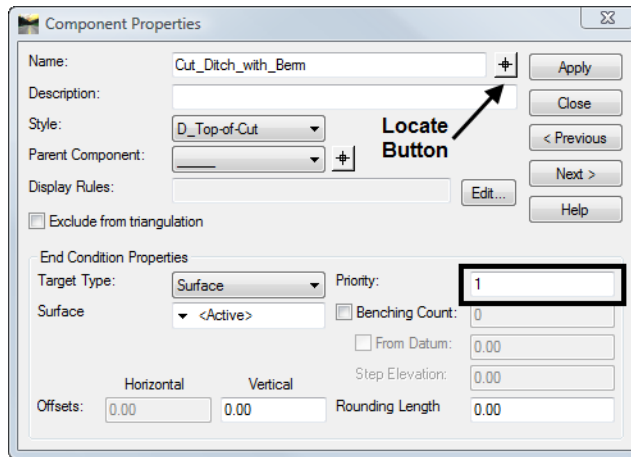 Component Properties
Name: Cut_Ditch_with_Berm Apply
Description: Close
Style: D_Top-of-Cut Locate Button < Previous
Parent Component: _____ Next >
Display Rules: Edit... Help
Exclude from triangulation
End Condition Properties
Target Type: Surface Priority: 1
Surface <Active> Benching Count: 0
From Datum: 0.00
Horizontal Vertical Step Elevation: 0.00
Offsets: 0.00 0.00 Rounding Length 0.00